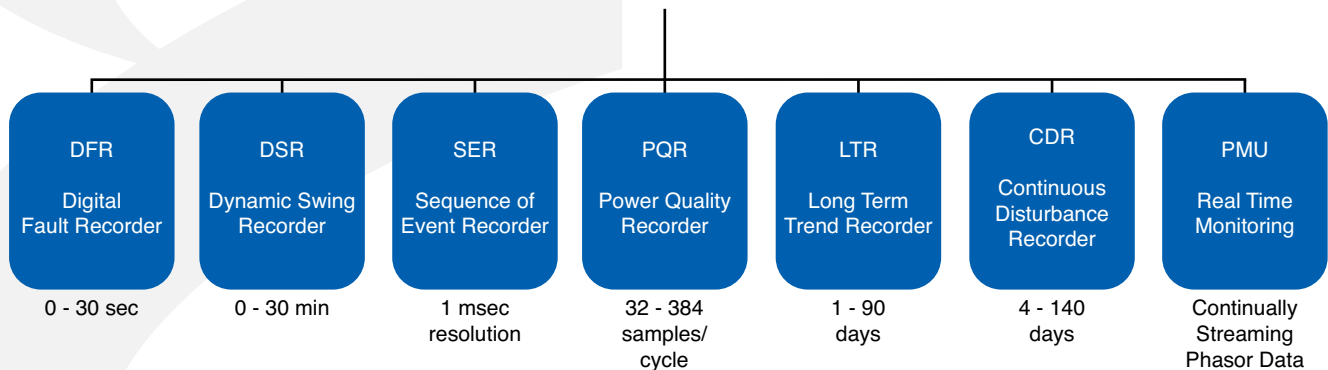 DFR
Digital
Fault Recorder
0 - 30 sec
DSR
Dynamic Swing
Recorder
0 - 30 min
SER
Sequence of
Event Recorder
1 msec
resolution
PQR
Power Quality
Recorder
32 - 384
samples/
cycle
LTR
Long Term
Trend Recorder
1 - 90
days
CDR
Continuous
Disturbance
Recorder
4 - 140
days
PMU
Real Time
Monitoring
Continually
Streaming
Phasor Data